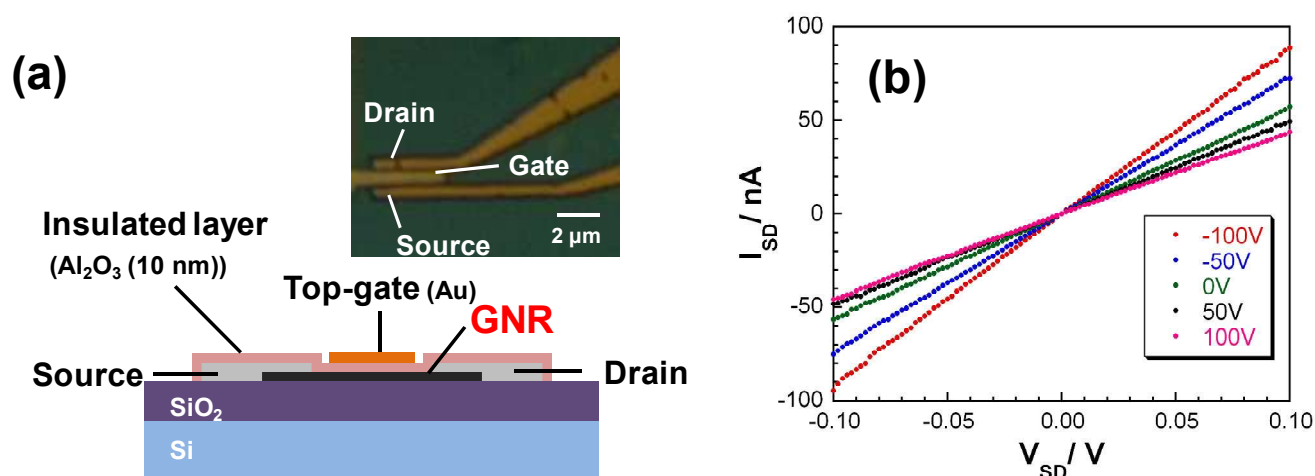 (a)
Drain
Gate
Source
2 μm
Insulated layer
(Al₂O₃ (10 nm))
Top-gate (Au)
GNR
Source
Drain
SiO₂
Si
(b)
100
50
0
-50
-100
I_SD/ nA
-100V
-50V
0V
50V
100V
-0.10
-0.05
0.00
0.05
0.10
V_SD/ V